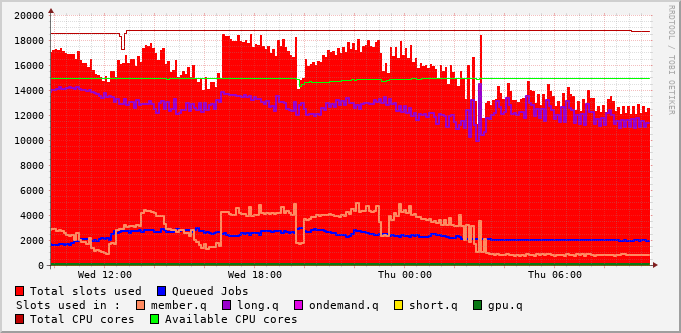 20000
18000
16000
14000
12000
10000
8000
6000
4000
2000
0
Wed 12:00 Wed 18:00 Thu 00:00 Thu 06:00
RRDTOOL / TOBI OETIKER
Total slots used Queued Jobs
Slots used in : member.q long.q ondemand.q short.q gpu.q
Total CPU cores Available CPU cores